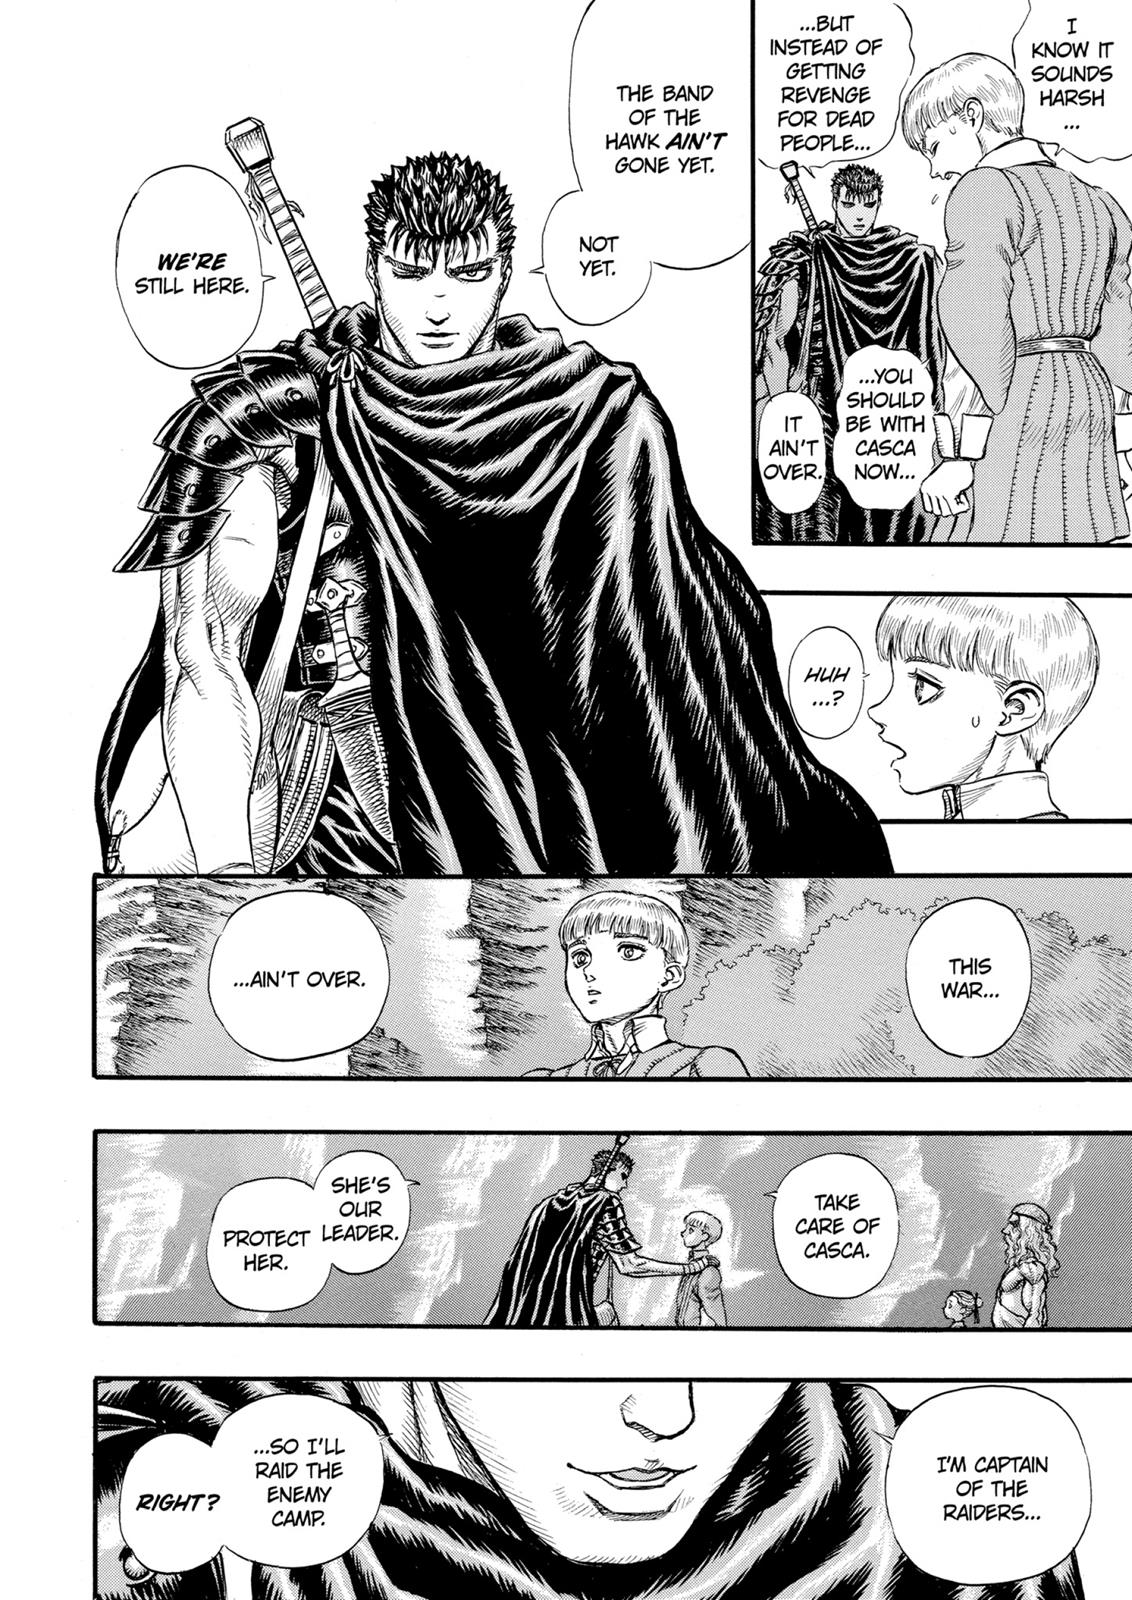 I
KNOW IT
SOUNDS
HARSH
...
...BUT
INSTEAD OF
GETTING
REVENGE
FOR DEAD
PEOPLE...
...YOU
SHOULD
BE WITH
CASCA
NOW...
IT
AIN'T
OVER.
HUH
...?
THE BAND
OF THE
HAWK AIN'T
GONE YET.
NOT
YET.
WE'RE
STILL HERE.
THIS
WAR...
...AIN'T OVER.
TAKE
CARE OF
CASCA.
SHE'S
OUR
LEADER.
PROTECT
HER.
I'M CAPTAIN
OF THE
RAIDERS...
...SO I'LL
RAID THE
ENEMY
CAMP.
RIGHT?